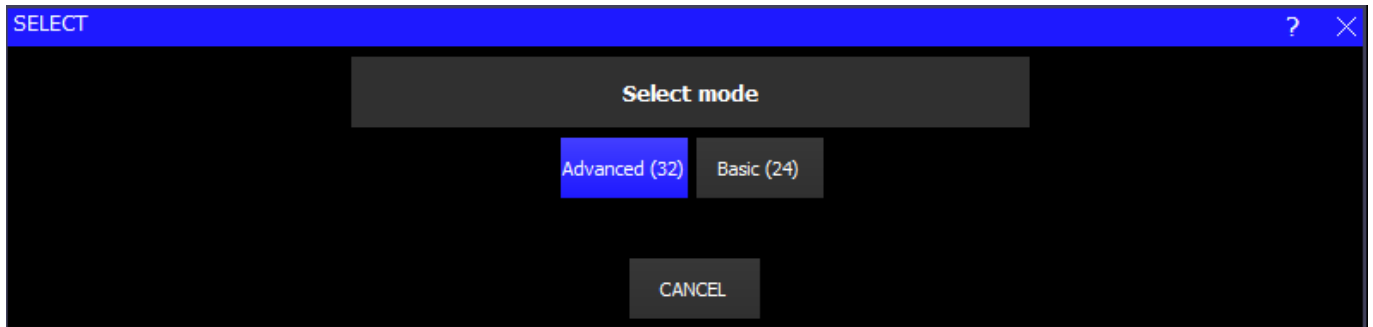 SELECT ?
Select mode
Advanced (32) Basic (24)
CANCEL